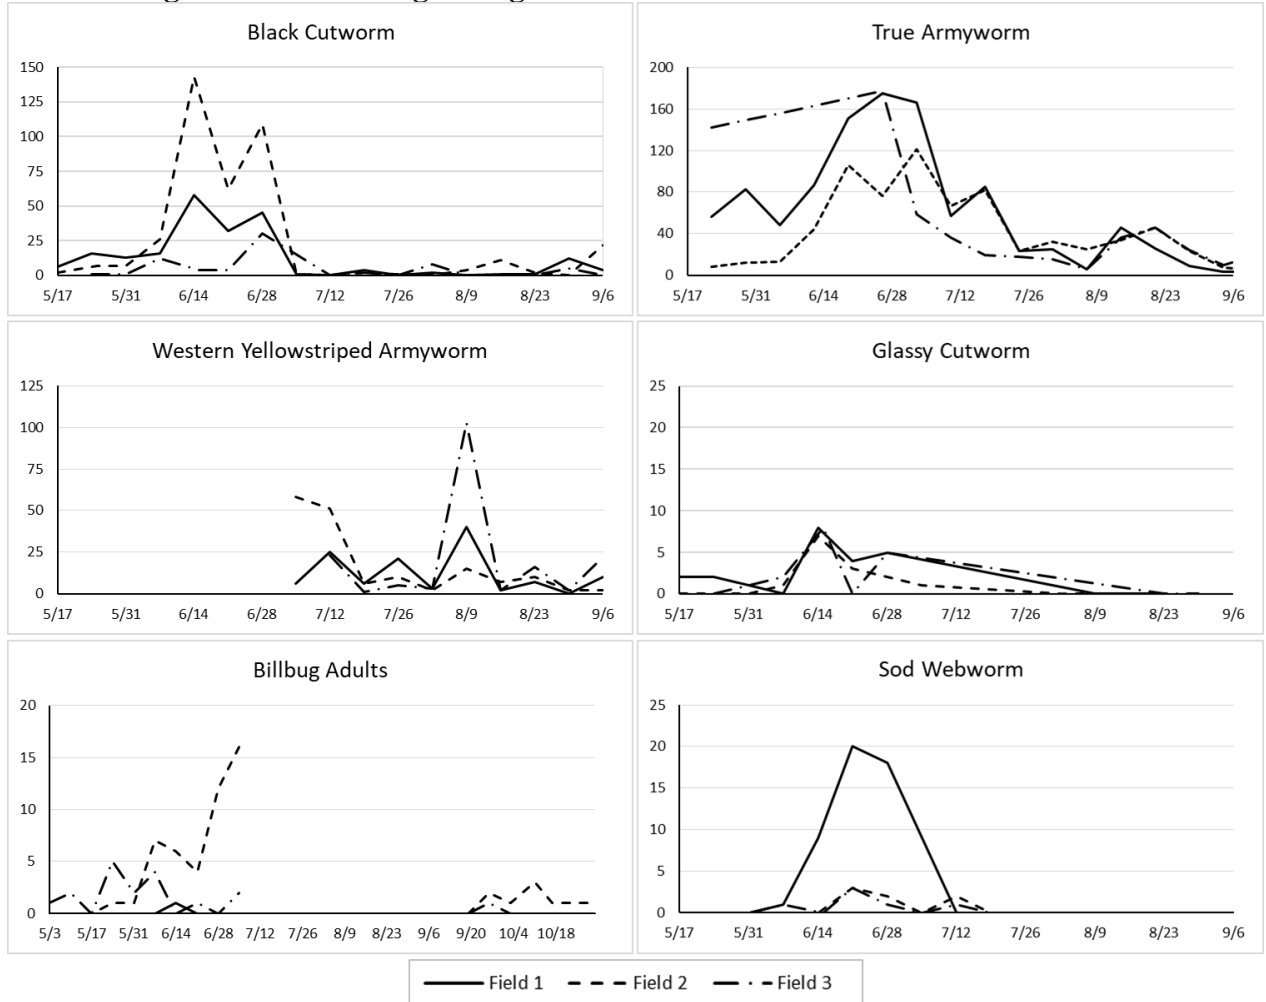 Black Cutworm
150
125
100
75
50
25
0
5/17 5/31 6/14 6/28 7/12 7/26 8/9 8/23 9/6
True Armyworm
200
160
120
80
40
0
5/17 5/31 6/14 6/28 7/12 7/26 8/9 8/23 9/6
Western Yellowstriped Armyworm
125
100
75
50
25
0
5/17 5/31 6/14 6/28 7/12 7/26 8/9 8/23 9/6
Glassy Cutworm
25
20
15
10
5
0
5/17 5/31 6/14 6/28 7/12 7/26 8/9 8/23 9/6
Billbug Adults
20
15
10
5
0
5/3 5/17 5/31 6/14 6/28 7/12 7/26 8/9 8/23 9/6 9/20 10/4 10/18
Sod Webworm
25
20
15
10
5
0
5/17 5/31 6/14 6/28 7/12 7/26 8/9 8/23 9/6
Field 1 Field 2 Field 3